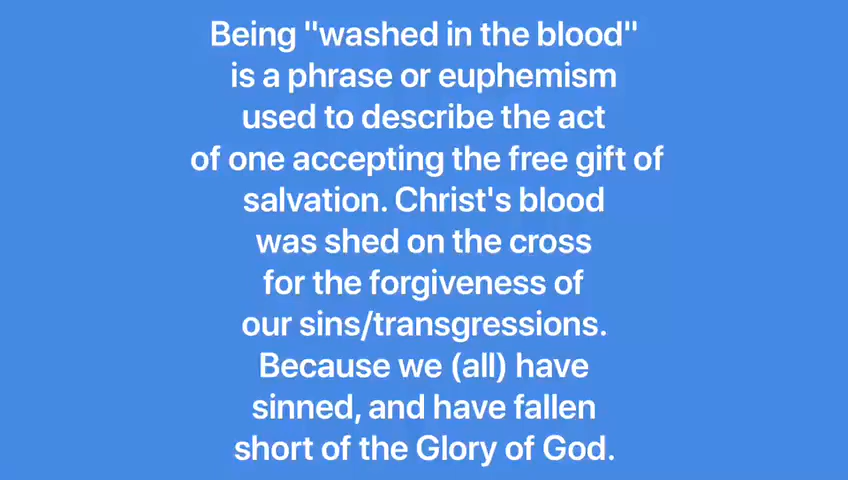 Being "washed in the blood"
is a phrase or euphemism
used to describe the act
of one accepting the free gift of
salvation. Christ's blood
was shed on the cross
for the forgiveness of
our sins/transgressions.
Because we (all) have
sinned, and have fallen
short of the Glory of God.